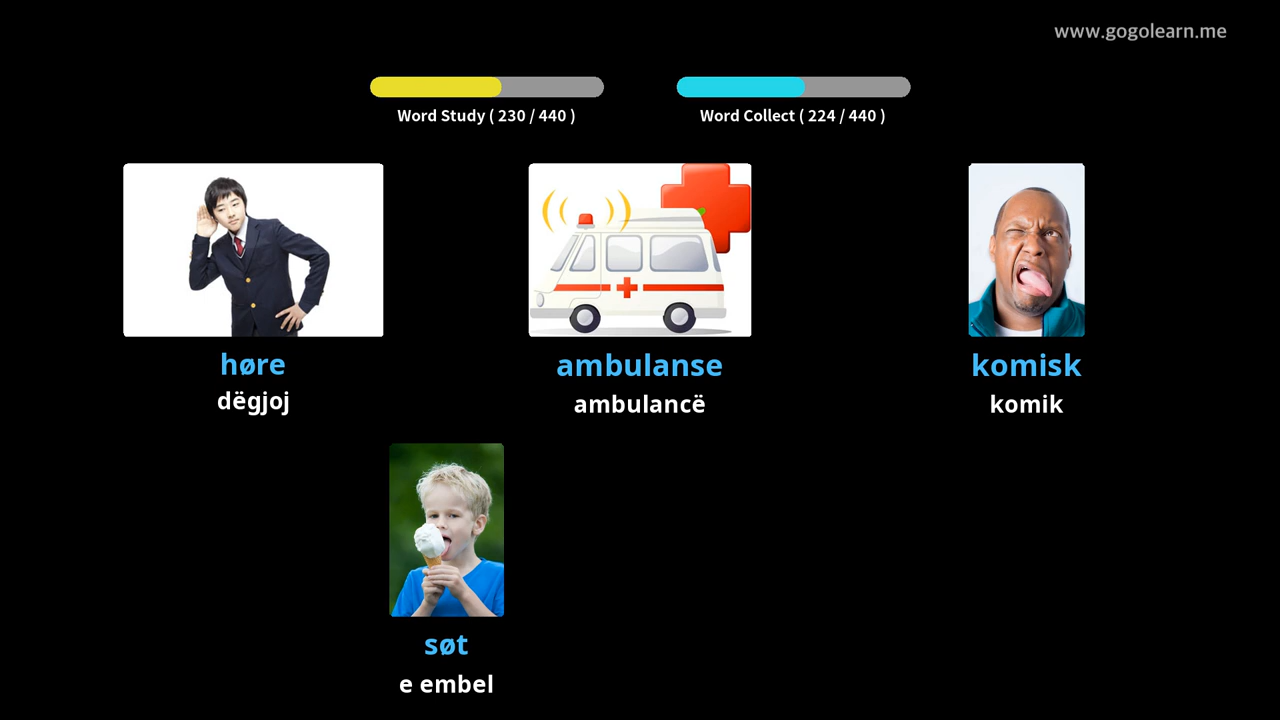 www.gogolearn.me
Word Study ( 230 / 440 )
Word Collect ( 224 / 440 )
høre
dëgjoj
ambulanse
ambulancë
komisk
komik
søt
e embel